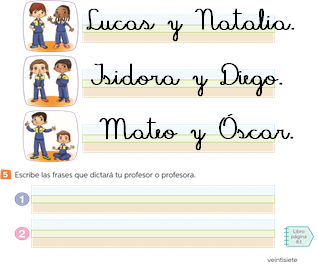 Lucas y Natalia.
Isidora y Diego.
Mateo y Óscar.
5 Escribe las frases que dictará tu profesor o profesora.
1
2
Libro
página
83
veintisiete